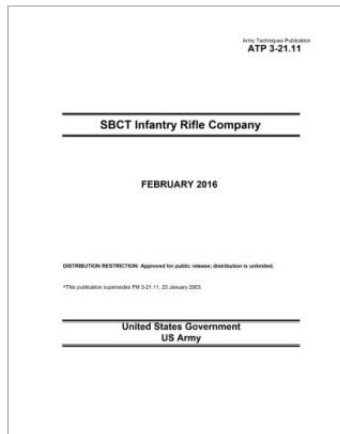 Army Techniques Publication
ATP 3-21.11
SBCT Infantry Rifle Company
FEBRUARY 2016
DISTRIBUTION RESTRICTION: Approved for public release; distribution is unlimited.
*This publication supersedes FM 3-21.11, 23 January 2003.
United States Government
US Army